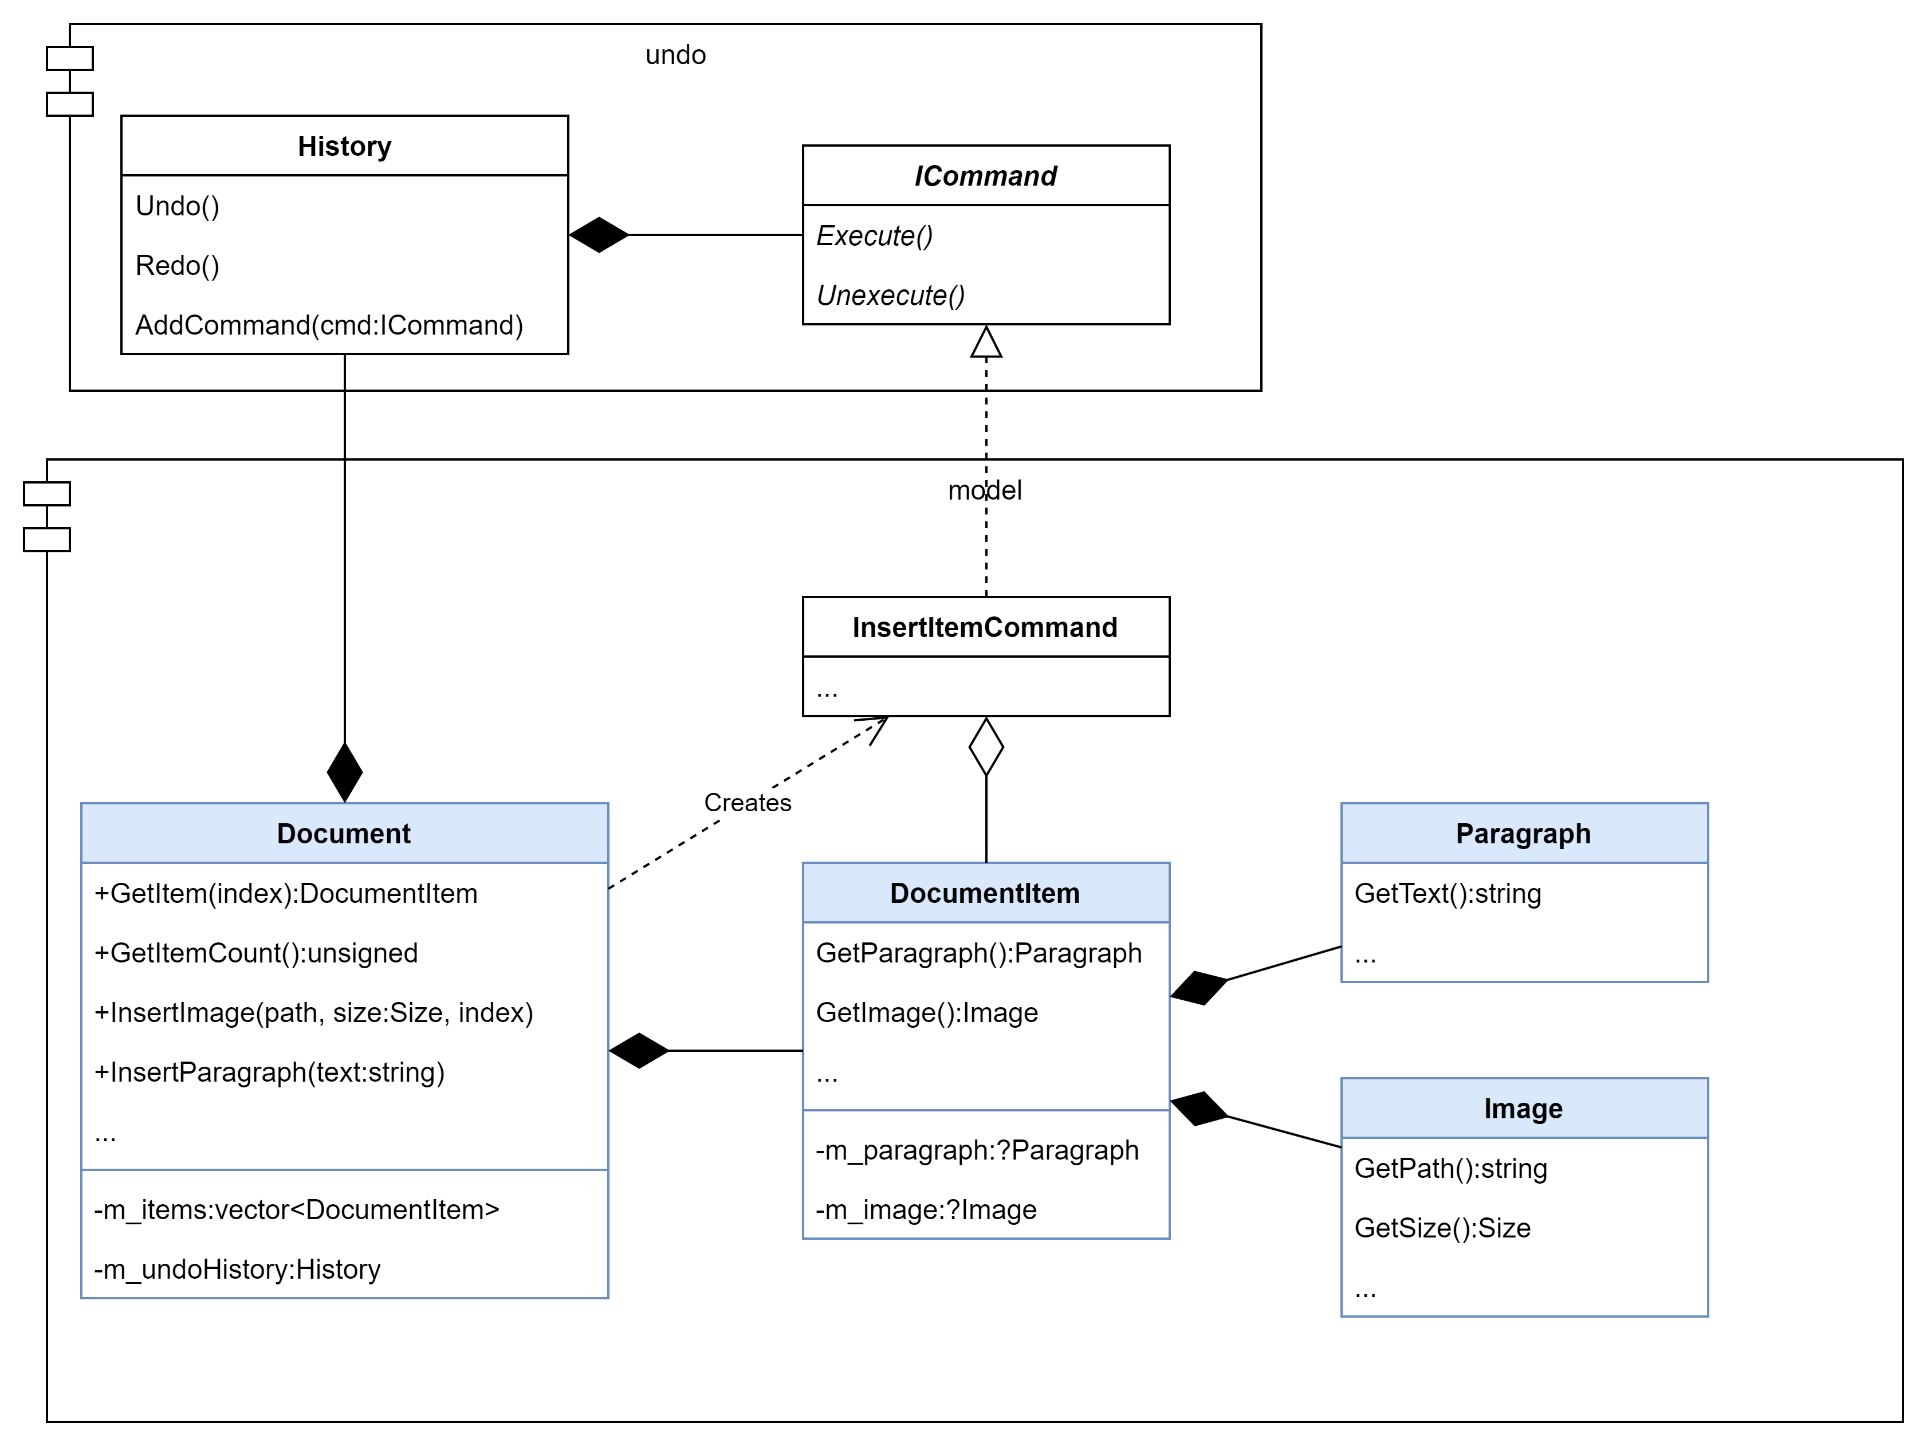 undo
History
Undo()
Redo()
AddCommand(cmd:ICommand)
ICommand
Execute()
Unexecute()
model
InsertItemCommand
...
Creates
Document
+GetItem(index):DocumentItem
+GetItemCount():unsigned
+InsertImage(path, size:Size, index)
+InsertParagraph(text:string)
...
-m_items:vector<DocumentItem>
-m_undoHistory:History
DocumentItem
GetParagraph():Paragraph
GetImage():Image
...
-m_paragraph:?Paragraph
-m_image:?Image
Paragraph
GetText():string
...
Image
GetPath():string
GetSize():Size
...